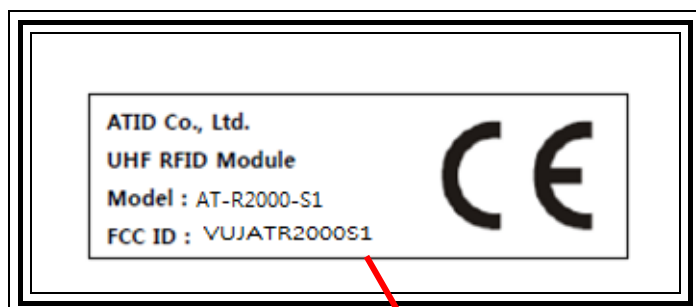 ATID Co., Ltd.
UHF RFID Module
Model : AT-R2000-S1
FCC ID : VUJATR2000S1
CE